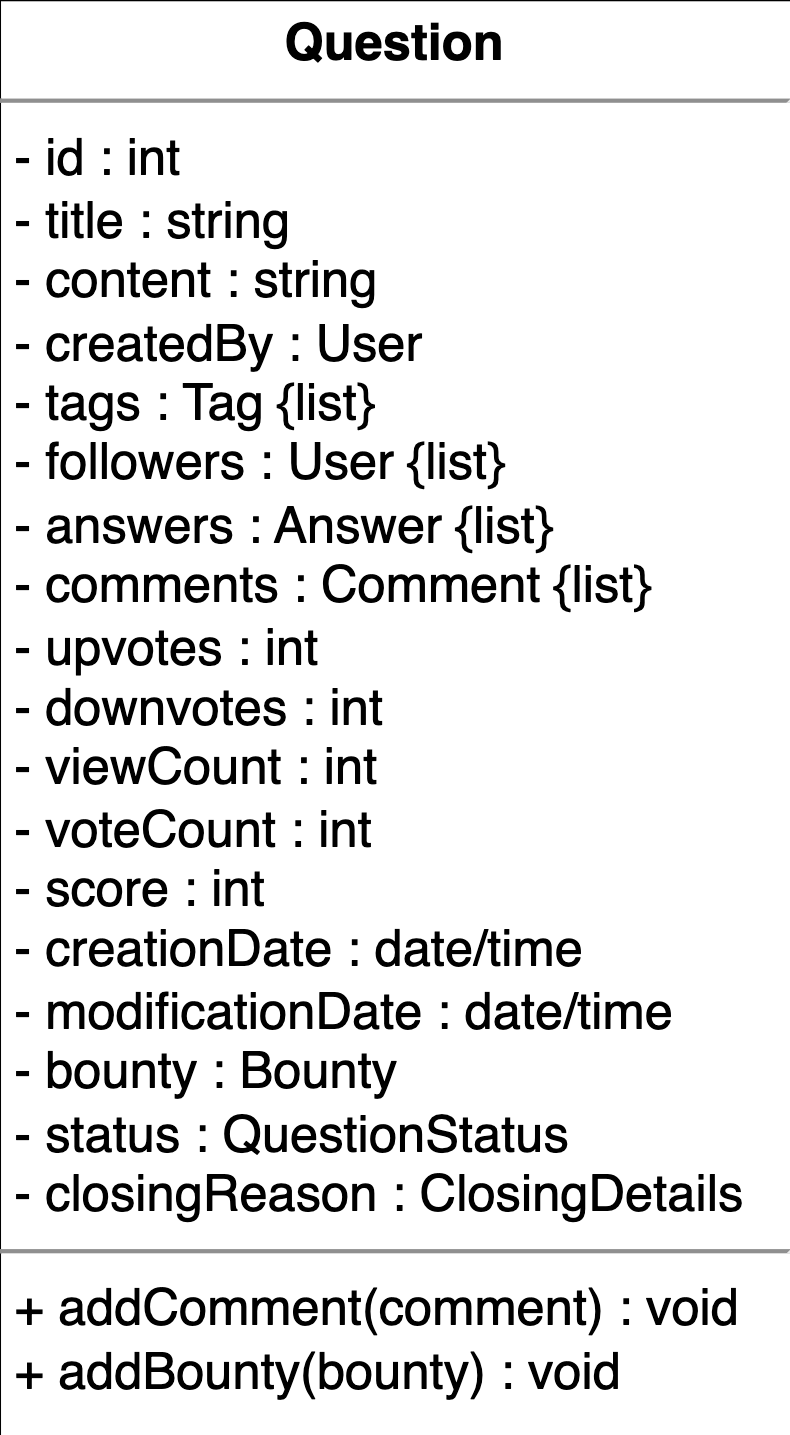 Question
- id : int
- title : string
- content : string
- createdBy : User
- tags : Tag {list}
- followers : User {list}
- answers : Answer {list}
- comments : Comment {list}
- upvotes : int
- downvotes : int
- viewCount : int
- voteCount : int
- score : int
- creationDate : date/time
- modificationDate : date/time
- bounty : Bounty
- status : QuestionStatus
- closingReason : ClosingDetails
+ addComment(comment) : void
+ addBounty(bounty) : void